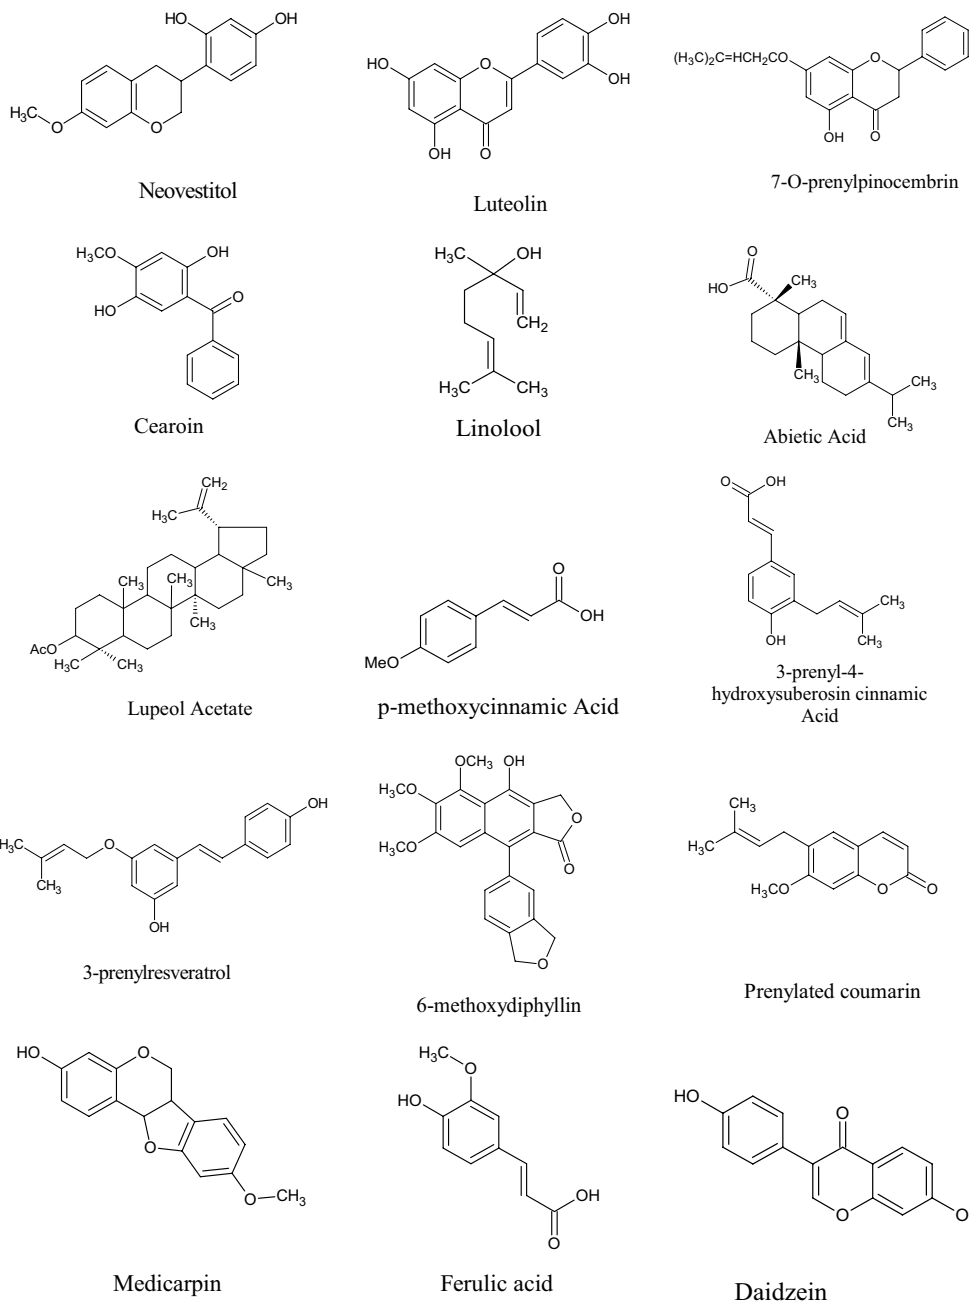 HO OH
H₃C O O
Neovestitol
HO O OH OH
OH O
Luteolin
(H₃C)₂C=HCH₂CO O
OH O
7-O-prenylpinocembrin
H₃CO OH
HO O
Cearoin
H₃C OH
CH₂
H₃C CH₃
Linolool
O
HO CH₃
CH₃ CH₃
CH₃
Abietic Acid
CH₂
H₃C
CH₃ CH₃ CH₃
CH₃
AcO
H₃C CH₃
Lupeol Acetate
O
OH
MeO
p-methoxycinnamic Acid
O OH
CH₃
OH CH₃
3-prenyl-4-
hydroxysuberosin cinnamic
Acid
H₃C O OH
CH₃
OH
3-prenylresveratrol
OCH₃ OH
H₃CO
O
H₃CO O
O
6-methoxydiphyllin
CH₃
H₃C
H₃CO O O
Prenylated coumarin
HO O
O
O CH₃
Medicarpin
H₃C O
HO
OH
O
Ferulic acid
HO O
O O
Daidzein